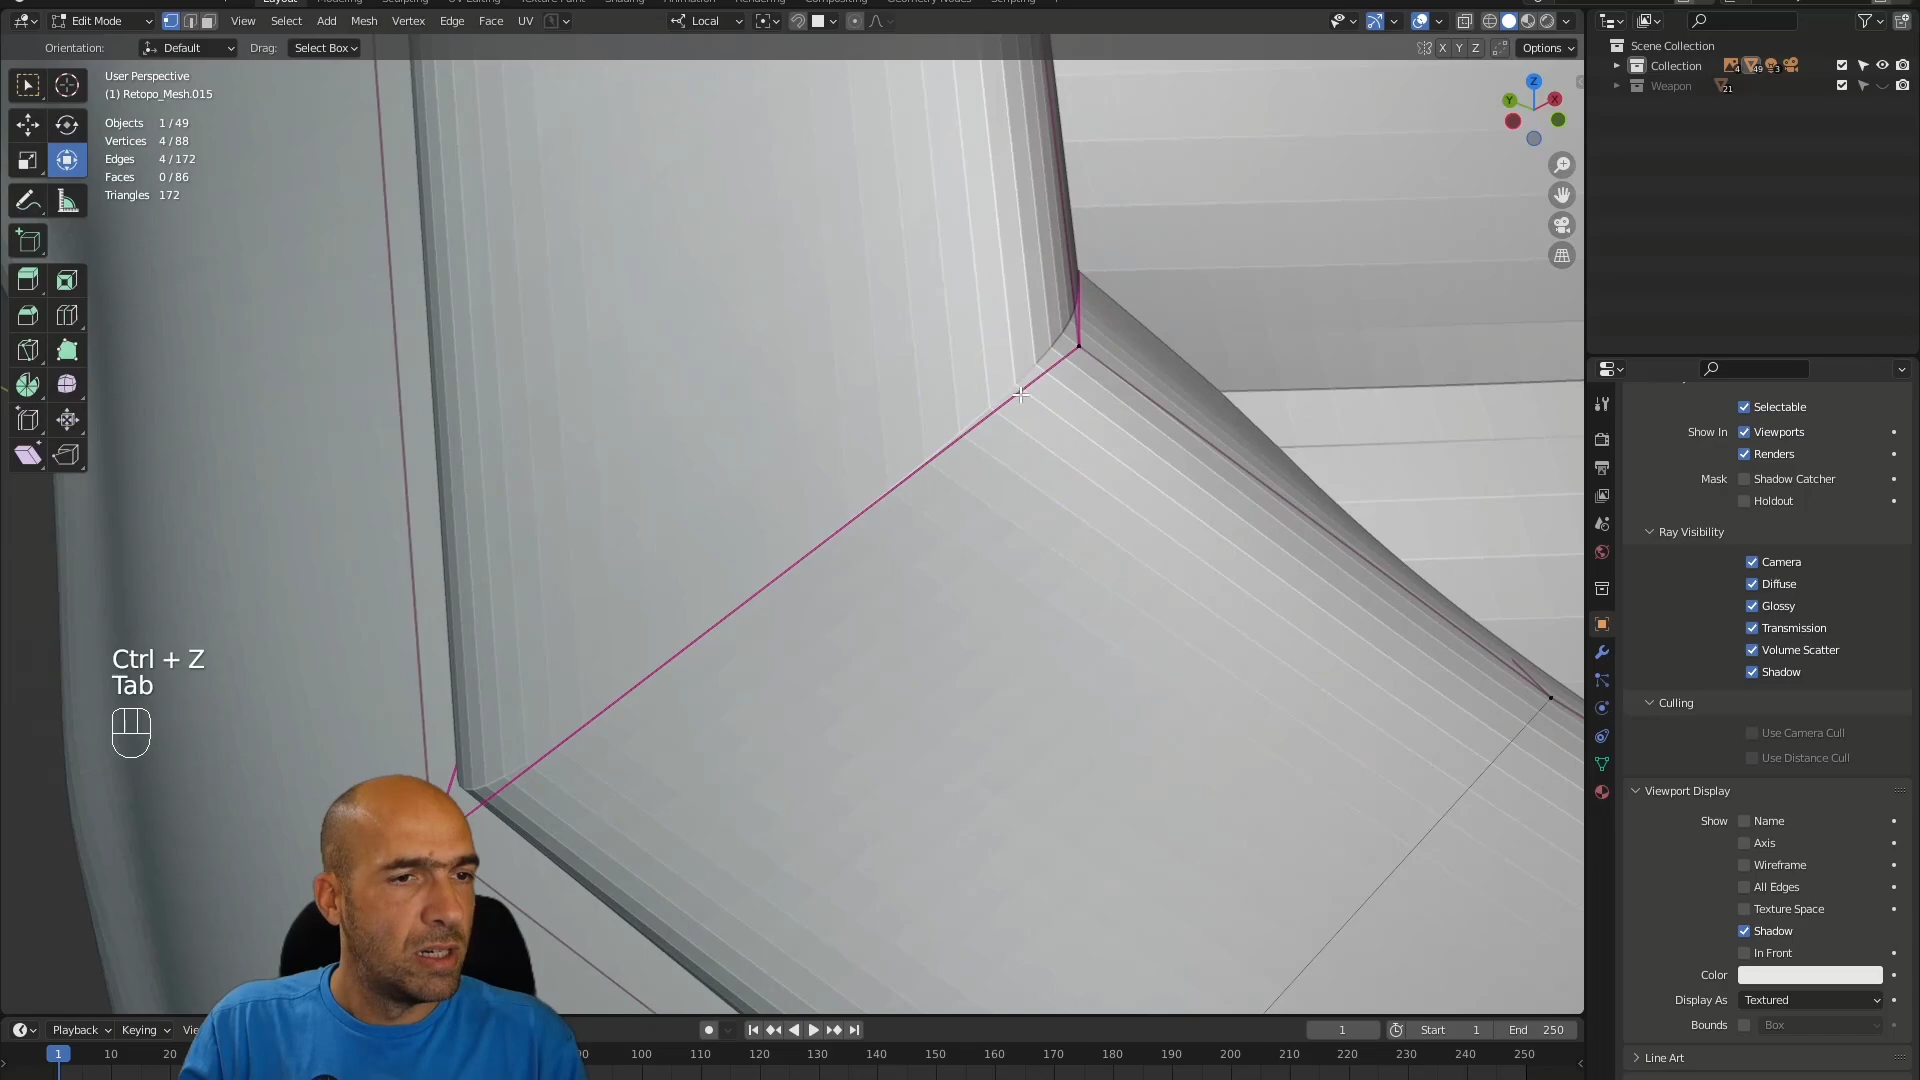 Edit Mode View Select Add Mesh Vertex Edge Face UV Local
Orientation: Default Drag: Select Box X Y Z Options
User Perspective
(1) Retopo_Mesh.015
Objects 1 / 49
Vertices 4 / 88
Edges 4 / 172
Faces 0 / 86
Triangles 172
Z
Y
X
Ctrl + Z
Tab
Scene Collection
Collection 4 49 3
Weapon 21
Selectable
Show In Viewports
Renders
Mask Shadow Catcher
Holdout
Ray Visibility
Camera
Diffuse
Glossy
Transmission
Volume Scatter
Shadow
Culling
Use Camera Cull
Use Distance Cull
Viewport Display
Show Name
Axis
Wireframe
All Edges
Texture Space
Shadow
In Front
Color
Display As Textured
Bounds Box
Line Art
Playback Keying 1 Start 1 End 250
1 10 20 100 110 120 130 140 150 160 170 180 190 200 210 220 230 240 250